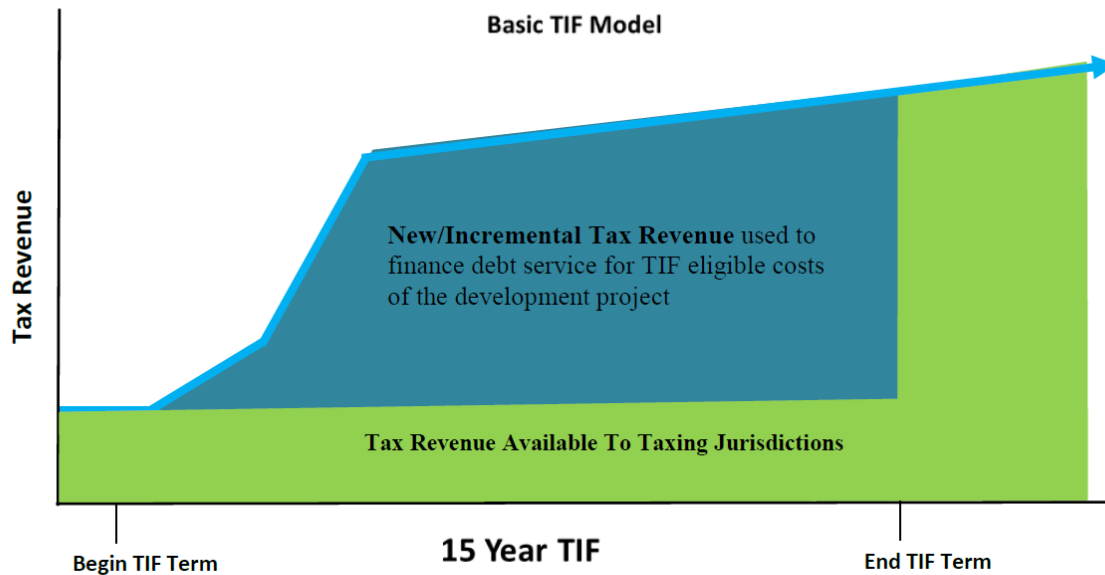 Basic TIF Model
Tax Revenue
New/Incremental Tax Revenue used to
finance debt service for TIF eligible costs
of the development project
Tax Revenue Available To Taxing Jurisdictions
Begin TIF Term
15 Year TIF
End TIF Term